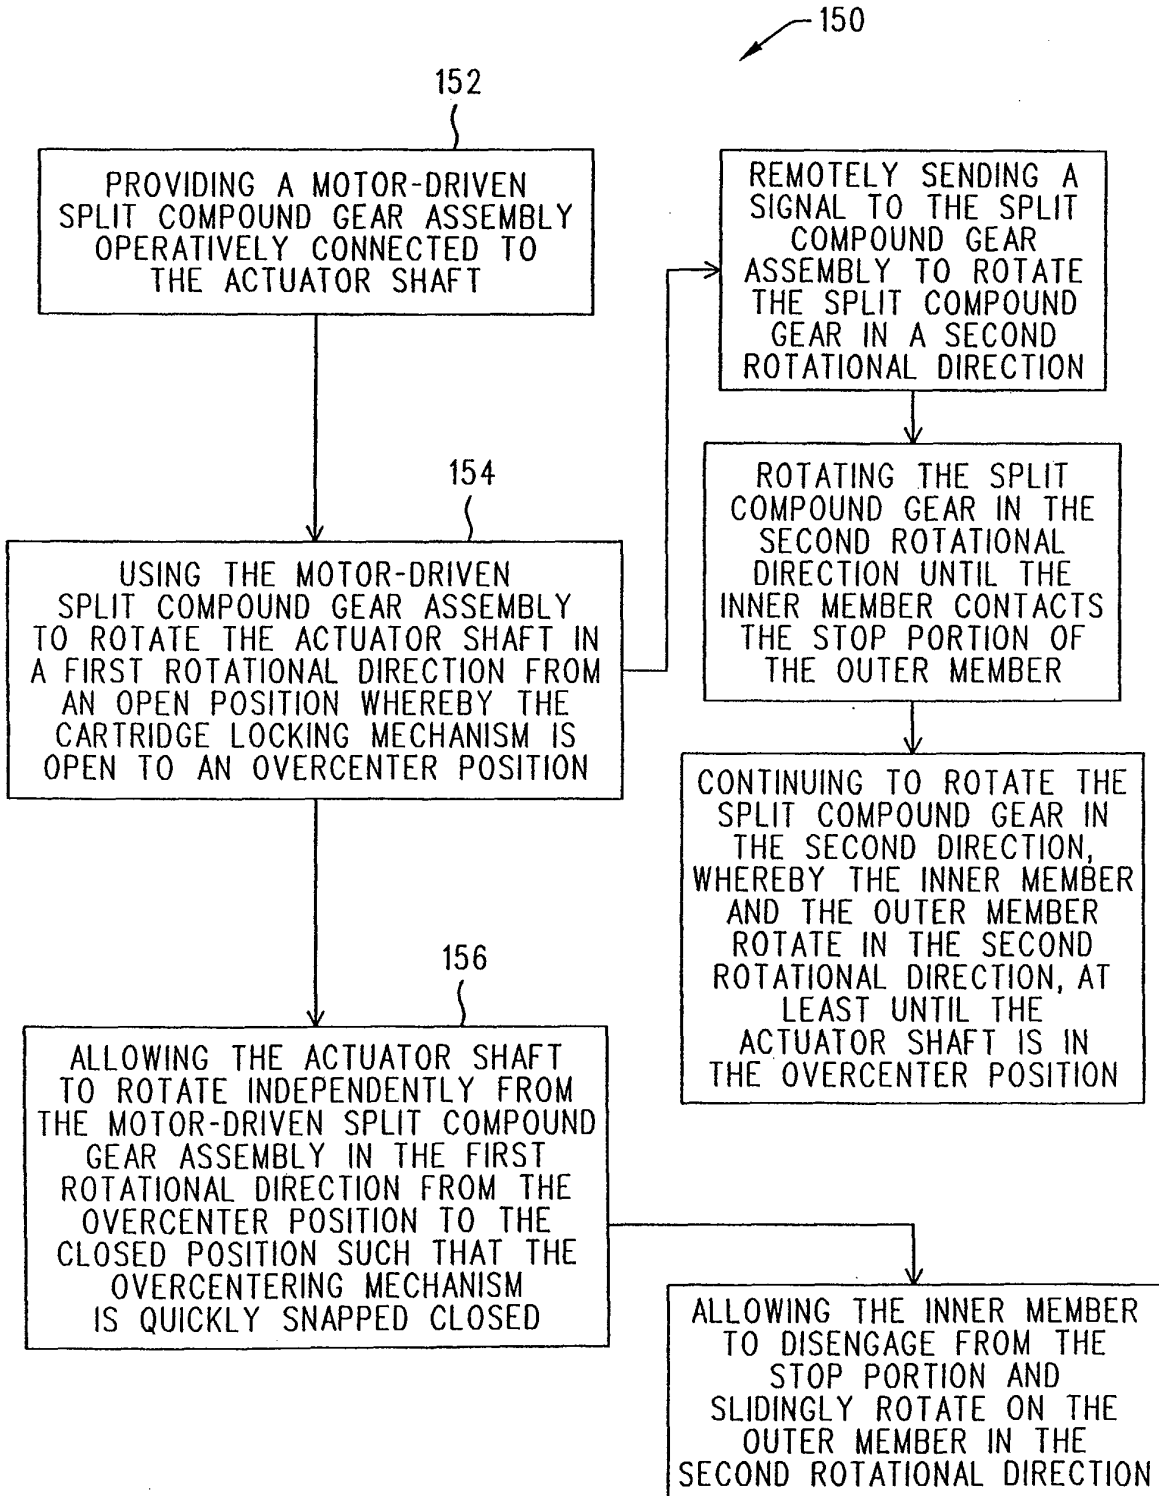 150
152
PROVIDING A MOTOR-DRIVEN
SPLIT COMPOUND GEAR ASSEMBLY
OPERATIVELY CONNECTED TO
THE ACTUATOR SHAFT
154
USING THE MOTOR-DRIVEN
SPLIT COMPOUND GEAR ASSEMBLY
TO ROTATE THE ACTUATOR SHAFT IN
A FIRST ROTATIONAL DIRECTION FROM
AN OPEN POSITION WHEREBY THE
CARTRIDGE LOCKING MECHANISM IS
OPEN TO AN OVERCENTER POSITION
156
ALLOWING THE ACTUATOR SHAFT
TO ROTATE INDEPENDENTLY FROM
THE MOTOR-DRIVEN SPLIT COMPOUND
GEAR ASSEMBLY IN THE FIRST
ROTATIONAL DIRECTION FROM THE
OVERCENTER POSITION TO THE
CLOSED POSITION SUCH THAT THE
OVERCENTERING MECHANISM
IS QUICKLY SNAPPED CLOSED
REMOTELY SENDING A
SIGNAL TO THE SPLIT
COMPOUND GEAR
ASSEMBLY TO ROTATE
THE SPLIT COMPOUND
GEAR IN A SECOND
ROTATIONAL DIRECTION
ROTATING THE SPLIT
COMPOUND GEAR IN THE
SECOND ROTATIONAL
DIRECTION UNTIL THE
INNER MEMBER CONTACTS
THE STOP PORTION OF
THE OUTER MEMBER
CONTINUING TO ROTATE THE
SPLIT COMPOUND GEAR IN
THE SECOND DIRECTION,
WHEREBY THE INNER MEMBER
AND THE OUTER MEMBER
ROTATE IN THE SECOND
ROTATIONAL DIRECTION, AT
LEAST UNTIL THE
ACTUATOR SHAFT IS IN
THE OVERCENTER POSITION
ALLOWING THE INNER MEMBER
TO DISENGAGE FROM THE
STOP PORTION AND
SLIDINGLY ROTATE ON THE
OUTER MEMBER IN THE
SECOND ROTATIONAL DIRECTION